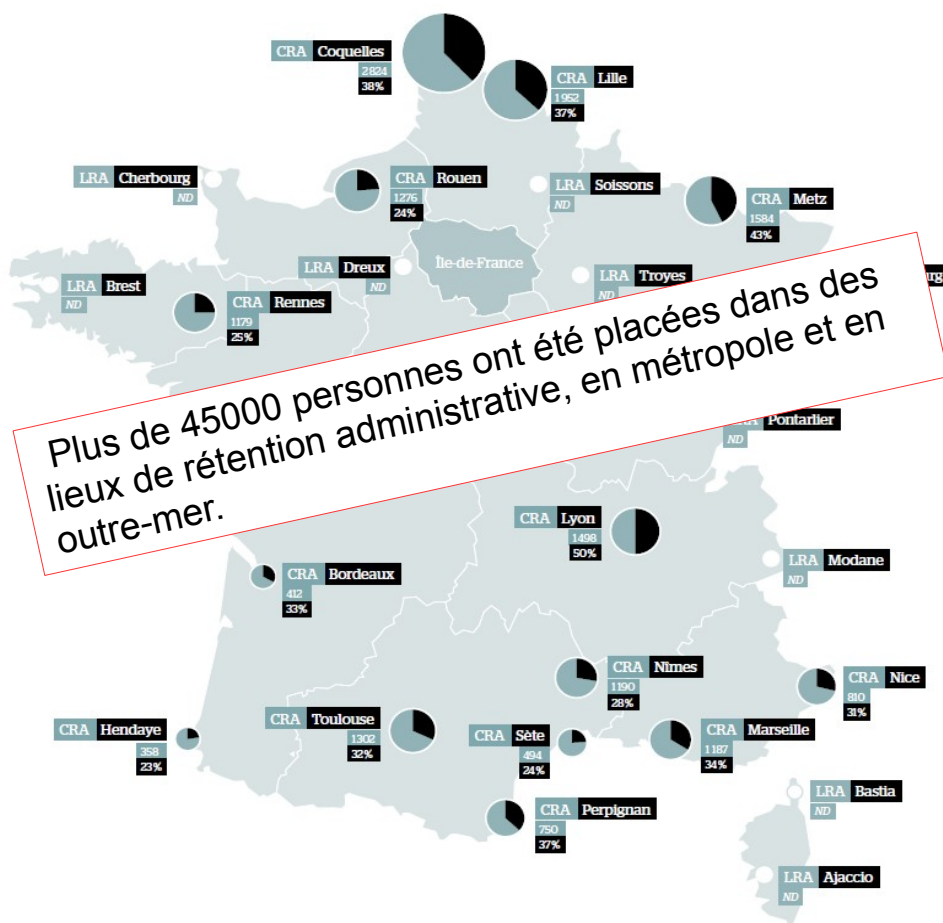 CRA Coquelles
2824
38%
CRA Lille
1952
37%
LRA Cherbourg
ND
CRA Rouen
1276
24%
LRA Soissons
ND
CRA Metz
1584
43%
LRA Dreux
ND
Île-de-France
LRA Troyes
ND
LRA Brest
ND
CRA Rennes
1179
25%
Plus de 45000 personnes ont été placées dans des
lieux de rétention administrative, en métropole et en
outre-mer.
LRA Pontarlier
ND
CRA Lyon
1498
50%
LRA Modane
ND
CRA Bordeaux
412
33%
CRA Nîmes
1190
28%
CRA Nice
810
31%
CRA Hendaye
358
23%
CRA Toulouse
1302
32%
CRA Sète
494
24%
CRA Marseille
1187
34%
CRA Perpignan
750
37%
LRA Bastia
ND
LRA Ajaccio
ND